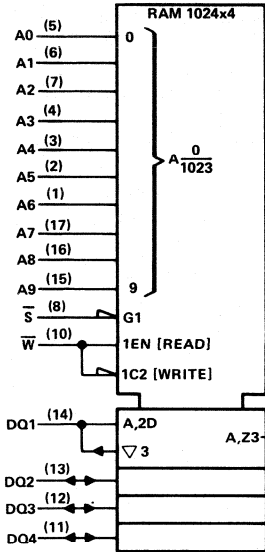 RAM 1024x4
A0 (5) 0
A1 (6)
A2 (7)
A3 (4)
A4 (3)
A 0/1023
A5 (2)
A6 (1)
A7 (17)
A8 (16)
A9 (15) 9
S̅ (8) G1
W̅ (10) 1EN [READ]
1C2 [WRITE]
DQ1 (14) A,2D
A,Z3
▽ 3
DQ2 (13)
DQ3 (12)
DQ4 (11)